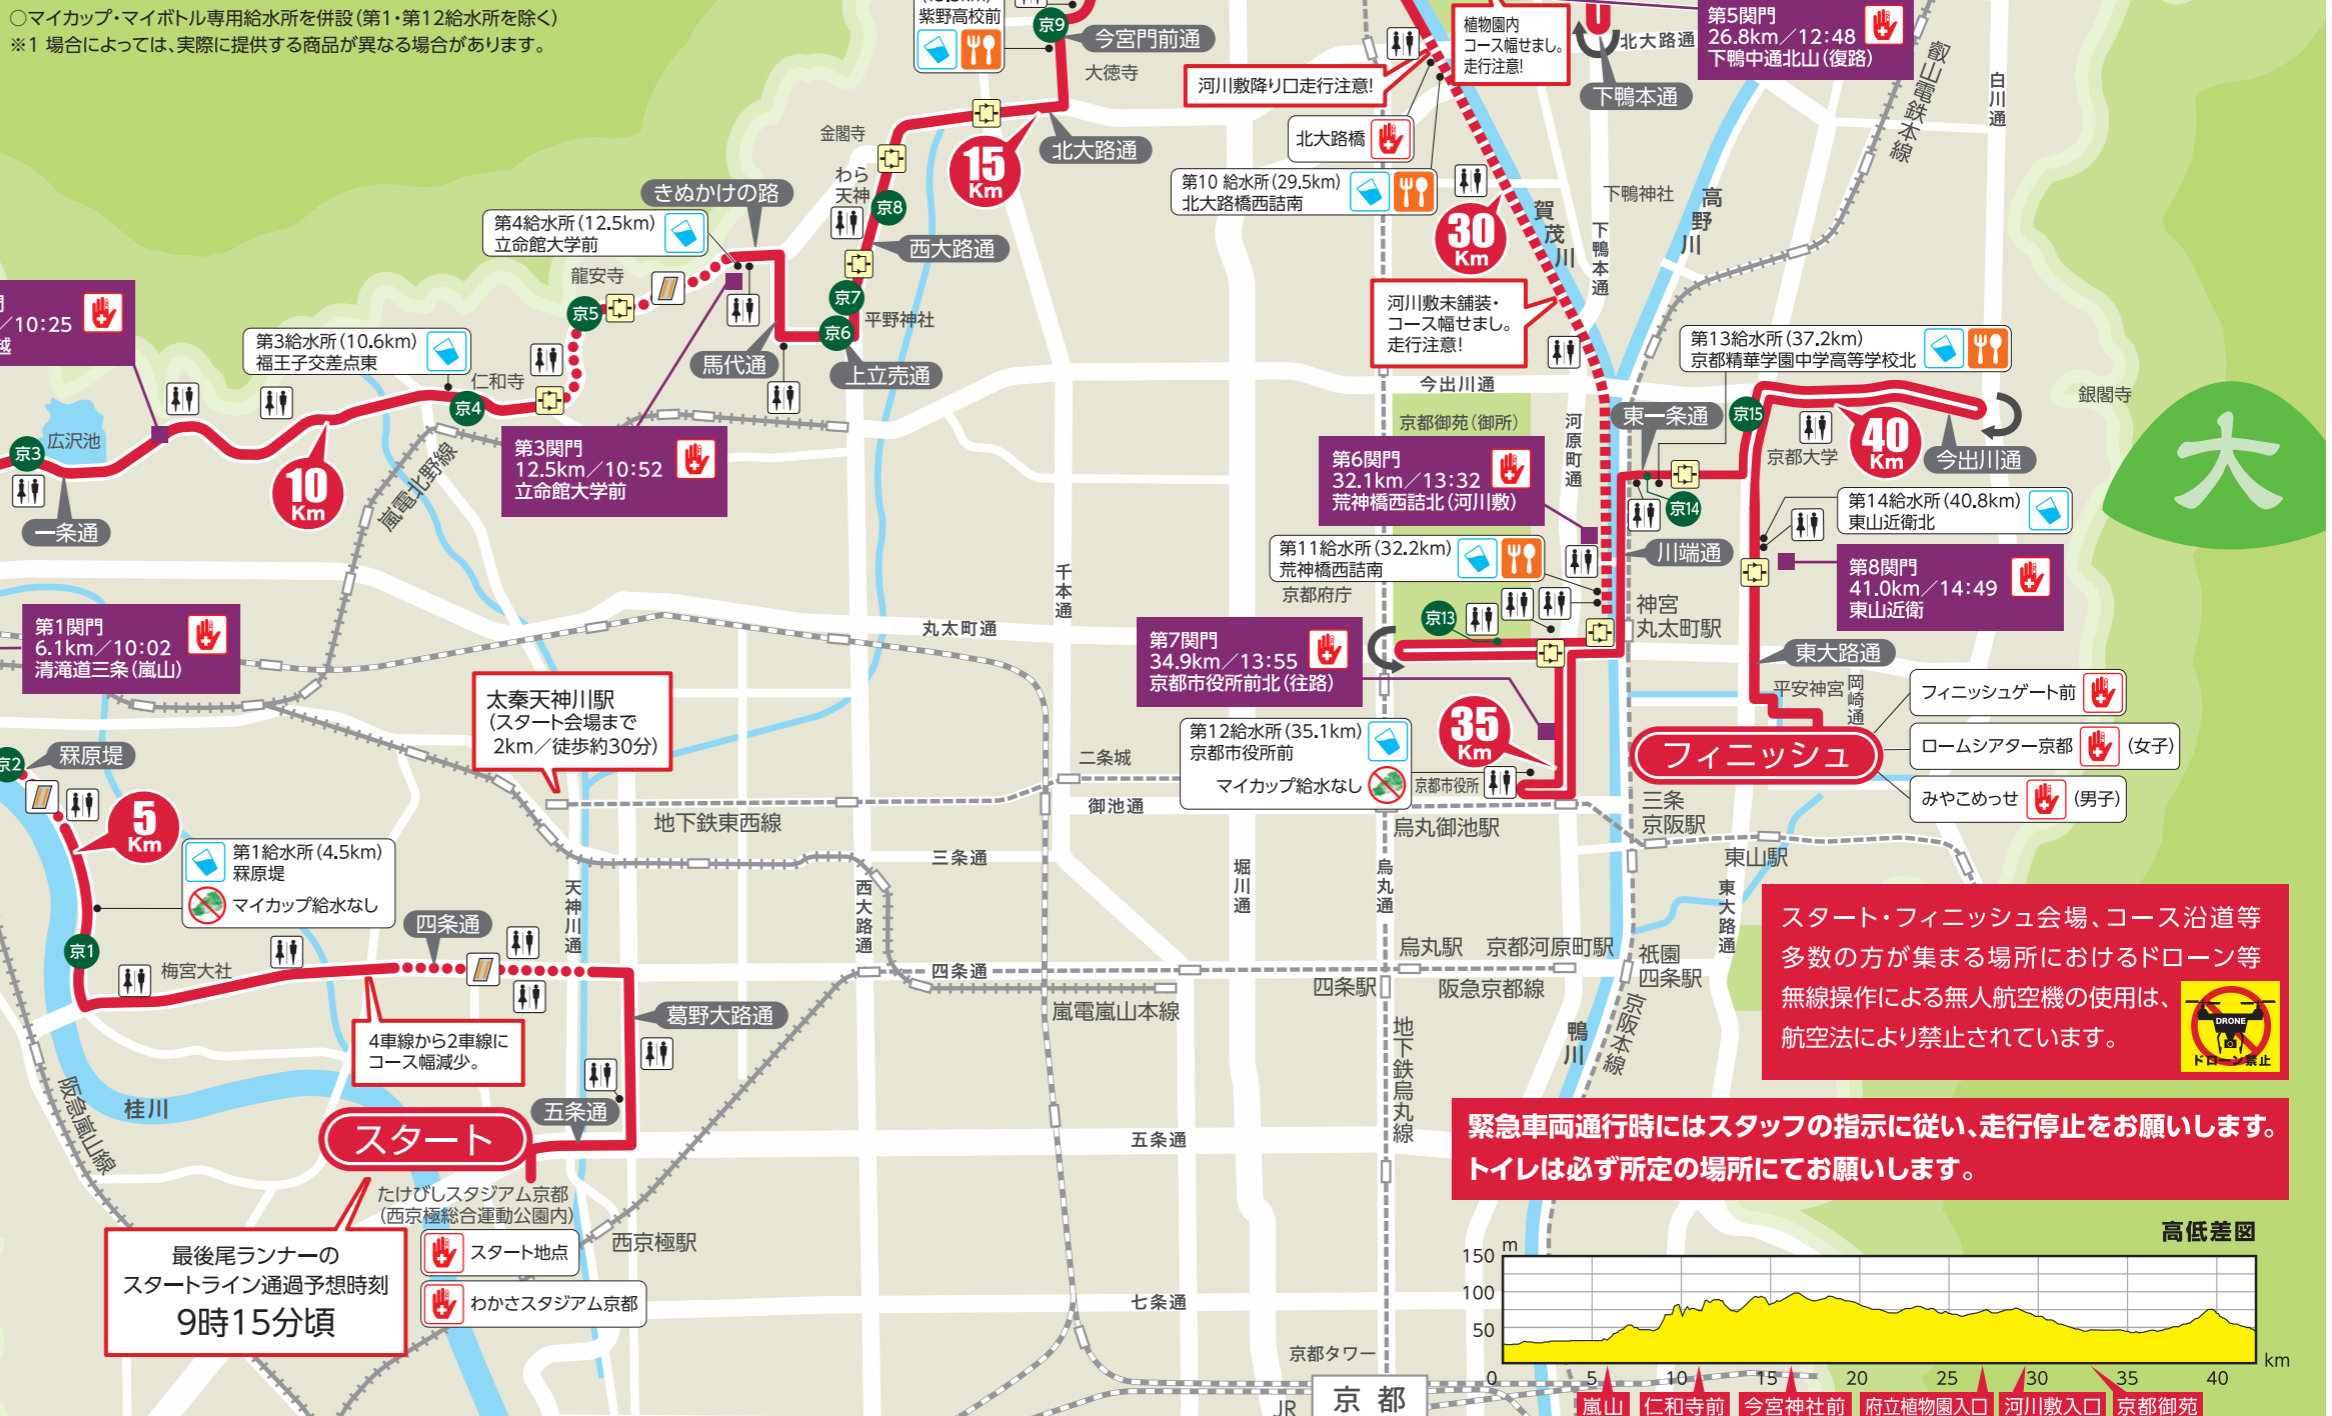 ○マイカップ・マイボトル専用給水所を併設(第1・第12給水所を除く)
※1 場合によっては、実際に提供する商品が異なる場合があります。
紫野高校前
京9
今宮門前通
大徳寺
植物園内
コース幅せまし。
走行注意!
河川敷降り口走行注意!
北大路通
下鴨本通
第5関門
26.8km／12:48
下鴨中通北山(復路)
叡山電鉄本線
白川通
金閣寺
わら
天神
京8
15
Km
北大路通
北大路橋
第10 給水所(29.5km)
北大路橋西詰南
30
Km
賀茂川
下鴨神社
下鴨本通
高野川
きぬかけの路
第4給水所(12.5km)
立命館大学前
西大路通
龍安寺
京5
京7
京6
平野神社
馬代通
上立売通
／10:25
越
第3給水所(10.6km)
福王子交差点東
仁和寺
京4
京3
広沢池
一条通
10
Km
嵐電北野線
第3関門
12.5km／10:52
立命館大学前
河川敷未舗装・
コース幅せまし。
走行注意!
第13給水所(37.2km)
京都精華学園中学高等学校北
今出川通
京都御苑(御所)
河原町通
東一条通
京15
京都大学
40
Km
今出川通
銀閣寺
大
第6関門
32.1km／13:32
荒神橋西詰北(河川敷)
京14
第14給水所(40.8km)
東山近衛北
第11給水所(32.2km)
荒神橋西詰南
川端通
第8関門
41.0km／14:49
東山近衛
京都府庁
京13
神宮
丸太町駅
千本通
丸太町通
第1関門
6.1km／10:02
清滝道三条(嵐山)
第7関門
34.9km／13:55
京都市役所前北(往路)
東大路通
平安神宮
岡崎通
太秦天神川駅
(スタート会場まで
2km／徒歩約30分)
第12給水所(35.1km)
京都市役所前
マイカップ給水なし
35
Km
京都市役所
フィニッシュ
フィニッシュゲート前
ロームシアター京都
(女子)
みやこめっせ
(男子)
京2
罧原堤
5
Km
第1給水所(4.5km)
罧原堤
マイカップ給水なし
二条城
御池通
地下鉄東西線
烏丸御池駅
三条
京阪駅
東山駅
三条通
天神川通
西大路通
堀川通
烏丸通
東大路通
京1
梅宮大社
四条通
四条通
烏丸駅
京都河原町駅
祇園
四条駅
四条駅
阪急京都線
嵐電嵐山本線
葛野大路通
4車線から2車線に
コース幅減少。
地下鉄烏丸線
鴨川
京阪本線
スタート・フィニッシュ会場、コース沿道等
多数の方が集まる場所におけるドローン等
無線操作による無人航空機の使用は、
航空法により禁止されています。
DRONE
ドローン禁止
阪急嵐山線
桂川
スタート
五条通
五条通
緊急車両通行時にはスタッフの指示に従い、走行停止をお願いします。
トイレは必ず所定の場所にてお願いします。
たけびしスタジアム京都
(西京極総合運動公園内)
最後尾ランナーの
スタートライン通過予想時刻
9時15分頃
スタート地点
わかさスタジアム京都
西京極駅
七条通
京都タワー
京都
JR
高低差図
m
150
100
50
0 5 10 15 20 25 30 35 40
km
嵐山
仁和寺前
今宮神社前
府立植物園入口
河川敷入口
京都御苑